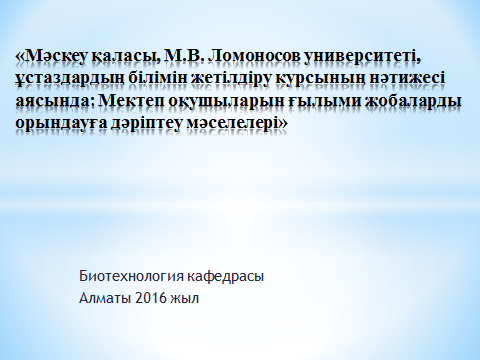 «Мәскеу қаласы, М.В. Ломоносов университеті,
ұстаздардың білімін жетілдіру курсының нәтижесі
аясында: Мектеп оқушыларын ғылыми жобаларды
орындауға дәріптеу мәселелері»
Биотехнология кафедрасы
Алматы 2016 жыл